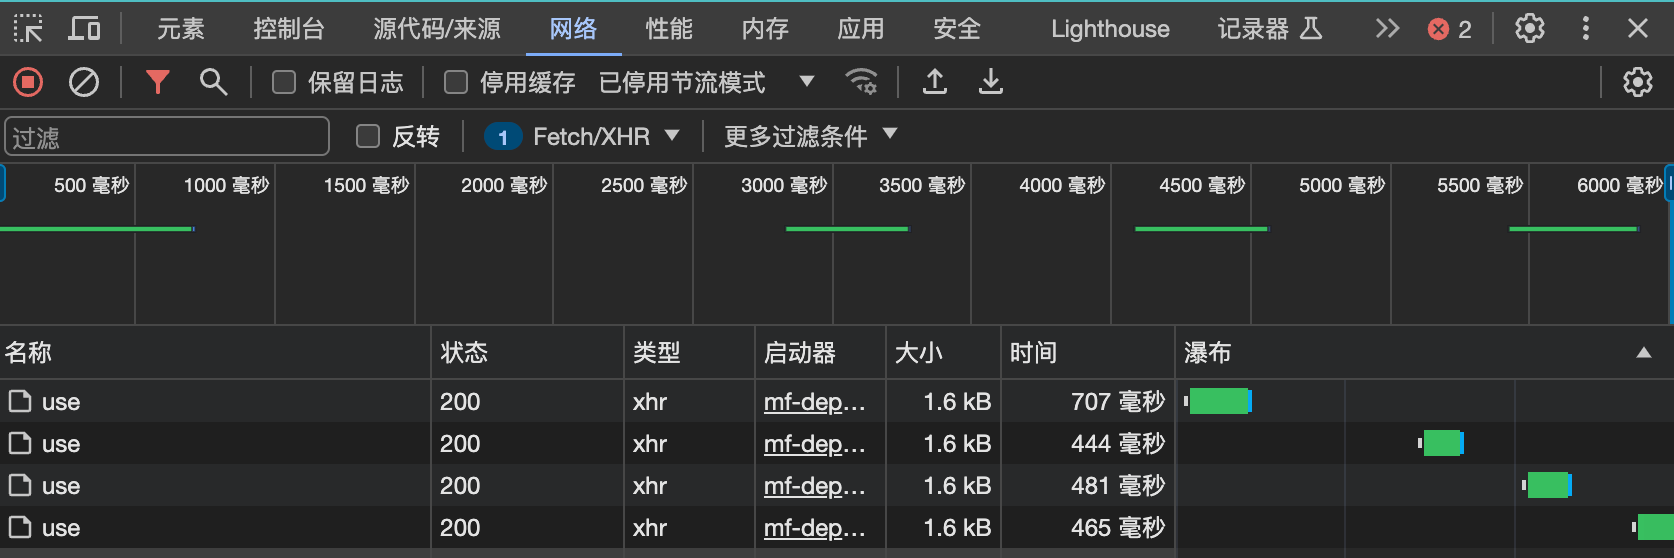 元素 控制台 源代码/来源 网络 性能 内存 应用 安全 Lighthouse 记录器 2
保留日志 停用缓存 已停用节流模式
过滤 反转 1 Fetch/XHR 更多过滤条件
500 毫秒 1000 毫秒 1500 毫秒 2000 毫秒 2500 毫秒 3000 毫秒 3500 毫秒 4000 毫秒 4500 毫秒 5000 毫秒 5500 毫秒 6000 毫秒
名称 状态 类型 启动器 大小 时间 瀑布
use 200 xhr mf-dep… 1.6 kB 707 毫秒
use 200 xhr mf-dep… 1.6 kB 444 毫秒
use 200 xhr mf-dep… 1.6 kB 481 毫秒
use 200 xhr mf-dep… 1.6 kB 465 毫秒